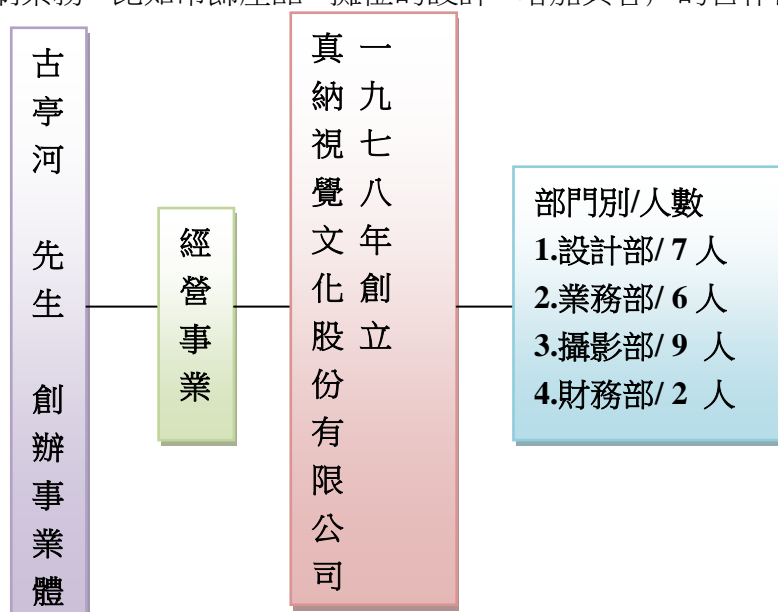 古亭河 先生 創辦事業體
經營事業
一九七八年創立
真納視覺文化股份有限公司
部門別/人數
1.設計部/ 7 人
2.業務部/ 6 人
3.攝影部/ 9 人
4.財務部/ 2 人